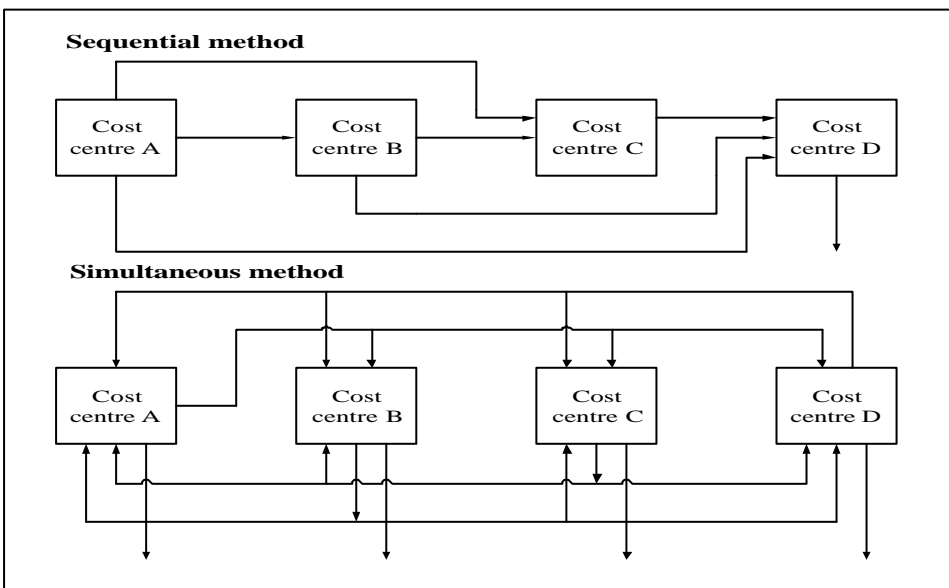 Sequential method
Cost
centre A
Cost
centre B
Cost
centre C
Cost
centre D
Simultaneous method
Cost
centre A
Cost
centre B
Cost
centre C
Cost
centre D